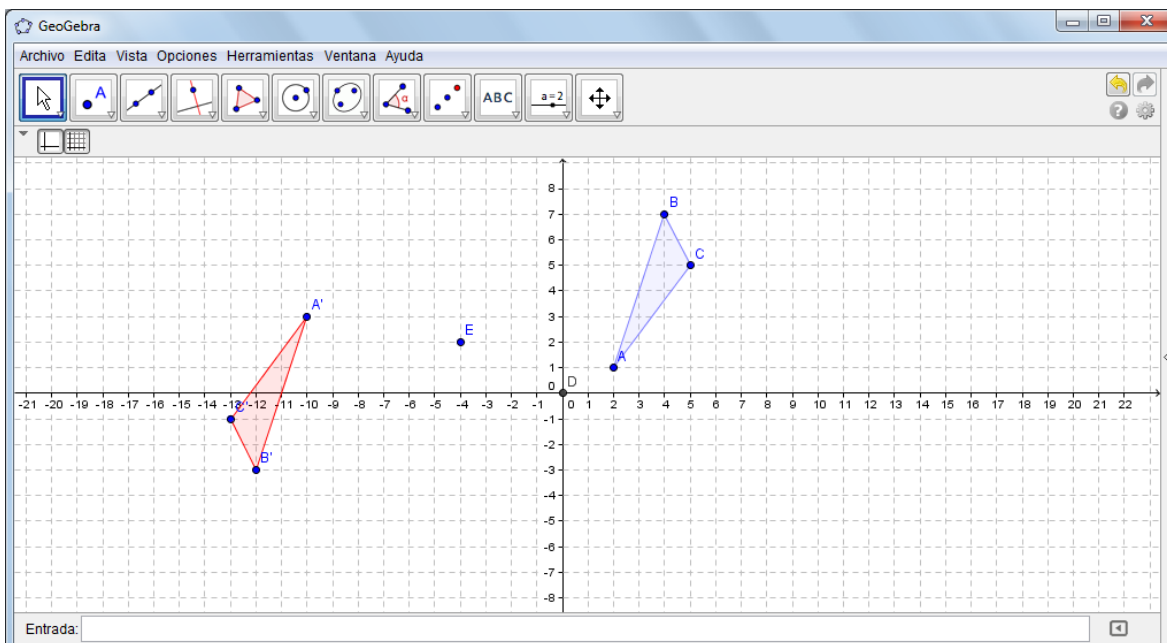 GeoGebra
Archivo Edita Vista Opciones Herramientas Ventana Ayuda
A α ABC a=2
8
B
7
6
C
5
4
A'
3
E
2
A
1
0 D
-21 -20 -19 -18 -17 -16 -15 -14 -13 -12 -11 -10 -9 -8 -7 -6 -5 -4 -3 -2 -1 0 1 2 3 4 5 6 7 8 9 10 11 12 13 14 15 16 17 18 19 20 21 22
C'
-1
-2
B'
-3
-4
-5
-6
-7
-8
Entrada: